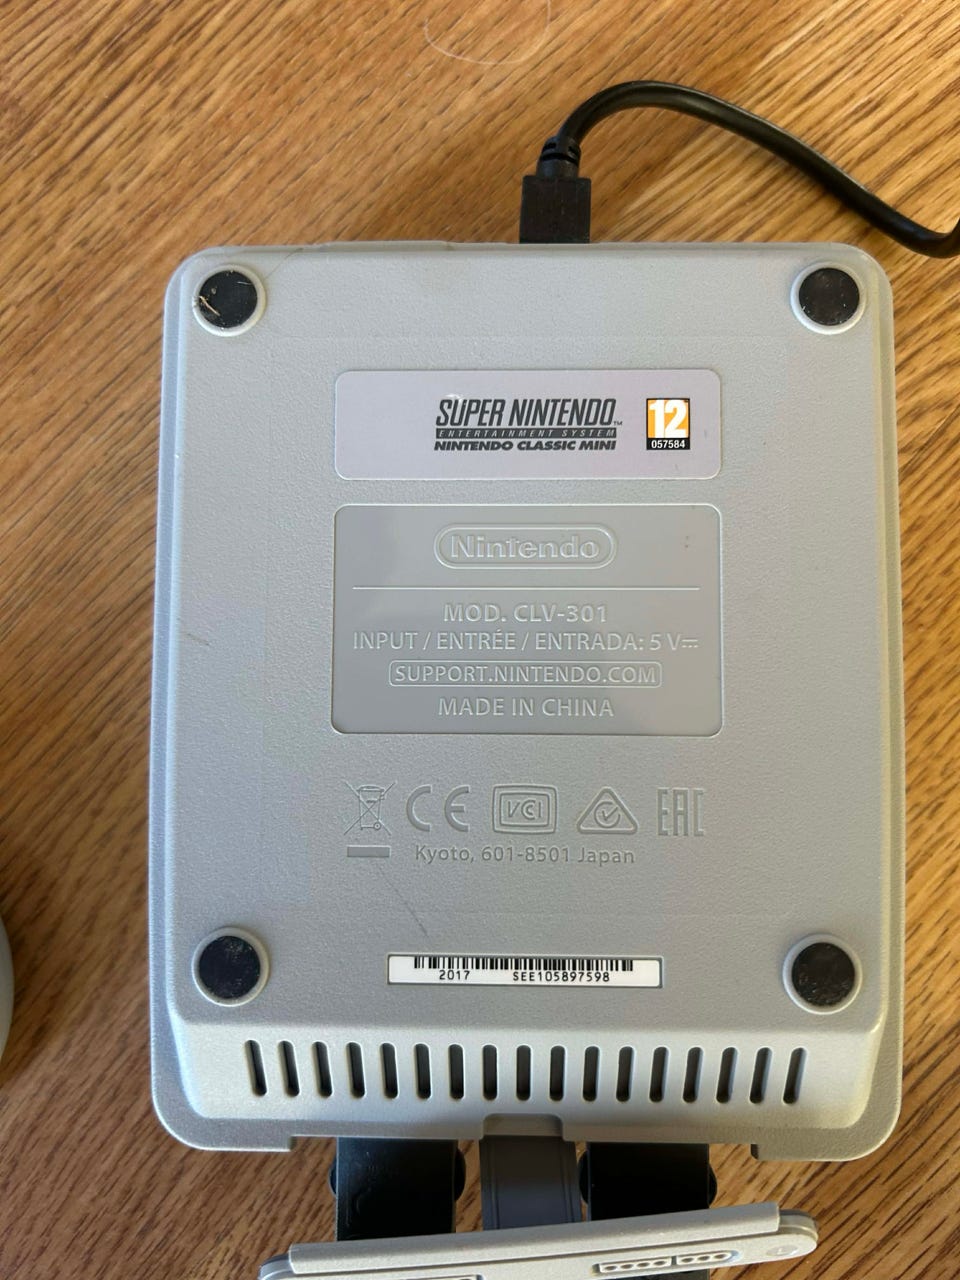 SUPER NINTENDO™
ENTERTAINMENT SYSTEM
NINTENDO CLASSIC MINI
12
057584
Nintendo
MOD. CLV-301
INPUT / ENTRÉE / ENTRADA: 5 V⎓
SUPPORT.NINTENDO.COM
MADE IN CHINA
CE VCI EAC
Kyoto, 601-8501 Japan
2017 SEE105897598